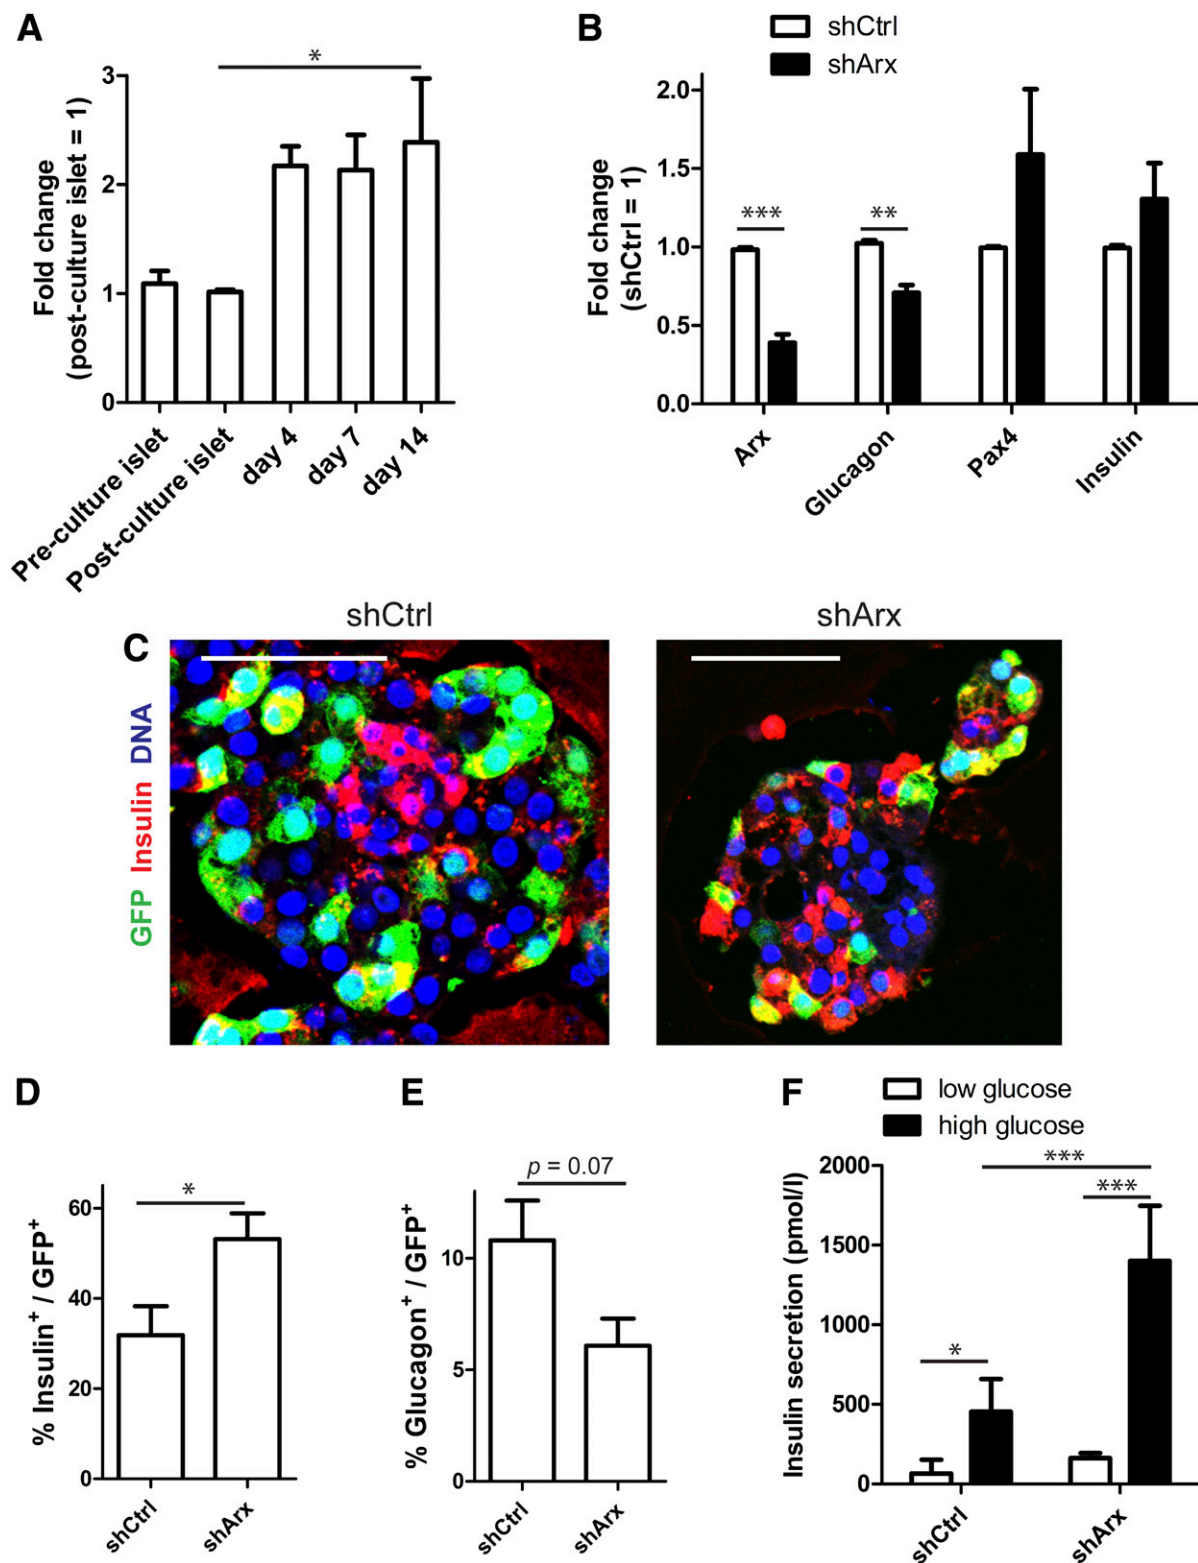 A
*
Fold change
(post-culture islet = 1)
3
2
1
0
Pre-culture islet
Post-culture islet
day 4
day 7
day 14
B
shCtrl
shArx
Fold change
(shCtrl = 1)
2.0
1.5
1.0
0.5
0.0
***
**
Arx
Glucagon
Pax4
Insulin
C
shCtrl
shArx
GFP Insulin DNA
D
*
% Insulin+ / GFP+
60
40
20
0
shCtrl
shArx
E
p = 0.07
% Glucagon+ / GFP+
10
5
0
shCtrl
shArx
F
low glucose
high glucose
***
***
*
Insulin secretion (pmol/l)
2000
1500
1000
500
0
shCtrl
shArx